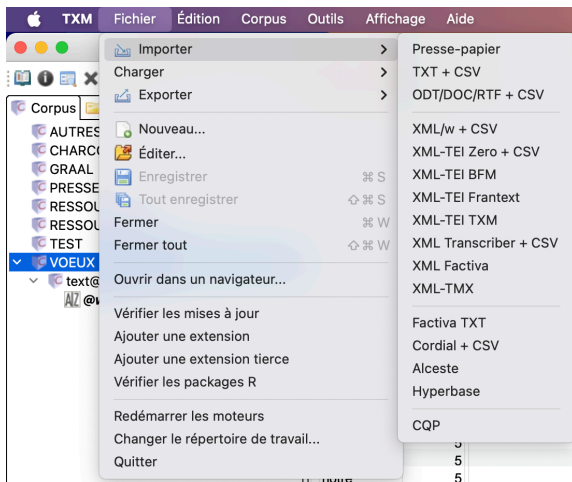 TXM Fichier Édition Corpus Outils Affichage Aide
Importer
Charger
Exporter
Nouveau...
Éditer...
Enregistrer ⌘ S
Tout enregistrer ⇧ ⌘ S
Fermer ⌘ W
Fermer tout ⇧ ⌘ W
Ouvrir dans un navigateur...
Vérifier les mises à jour
Ajouter une extension
Ajouter une extension tierce
Vérifier les packages R
Redémarrer les moteurs
Changer le répertoire de travail...
Quitter
Presse-papier
TXT + CSV
ODT/DOC/RTF + CSV
XML/w + CSV
XML-TEI Zero + CSV
XML-TEI BFM
XML-TEI Frantext
XML-TEI TXM
XML Transcriber + CSV
XML Factiva
XML-TMX
Factiva TXT
Cordial + CSV
Alceste
Hyperbase
CQP
Corpus
AUTRES
CHARCO
GRAAL
PRESSE
RESSOU
RESSOU
TEST
VOEUX
text@
5
5
5